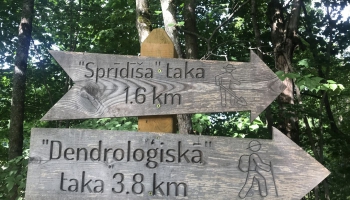 "Sprīdīša" taka
1.6 km
"Dendroloģiskā"
taka 3.8 km